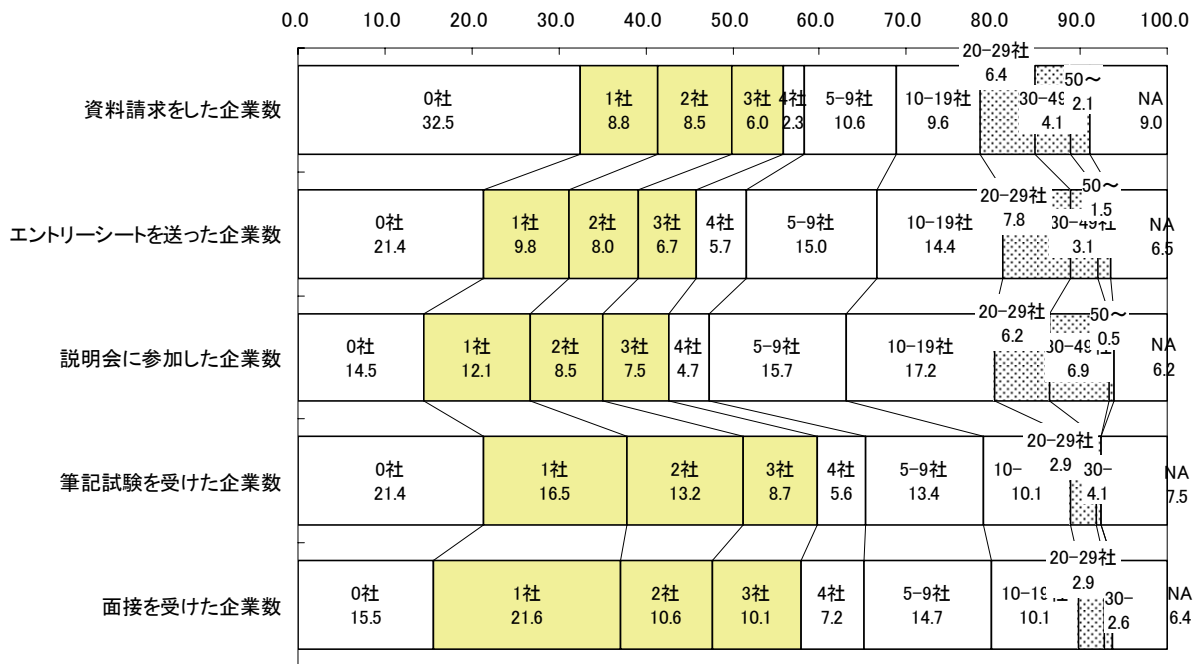 0.0 10.0 20.0 30.0 40.0 50.0 60.0 70.0 80.0 90.0 100.0
資料請求をした企業数
0社 1社 2社 3社 4社 5-9社 10-19社 20-29社 30-49 50～ NA
32.5 8.8 8.5 6.0 2.3 10.6 9.6 6.4 4.1 2.1 9.0
エントリーシートを送った企業数
0社 1社 2社 3社 4社 5-9社 10-19社 20-29社 30-49社 50～ NA
21.4 9.8 8.0 6.7 5.7 15.0 14.4 7.8 3.1 1.5 6.5
説明会に参加した企業数
0社 1社 2社 3社 4社 5-9社 10-19社 20-29社 30-49社 50～ NA
14.5 12.1 8.5 7.5 4.7 15.7 17.2 6.2 6.9 0.5 6.2
筆記試験を受けた企業数
0社 1社 2社 3社 4社 5-9社 10- 20-29社 30- NA
21.4 16.5 13.2 8.7 5.6 13.4 10.1 2.9 4.1 7.5
面接を受けた企業数
0社 1社 2社 3社 4社 5-9社 10-19社 20-29社 30- NA
15.5 21.6 10.6 10.1 7.2 14.7 10.1 2.9 2.6 6.4